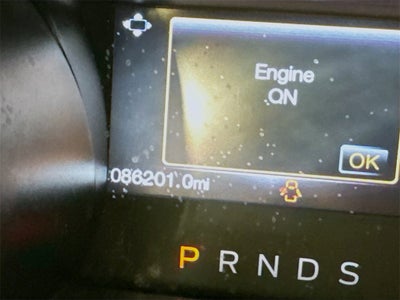 Engine
ON
OK
086201.0mi
P R N D S